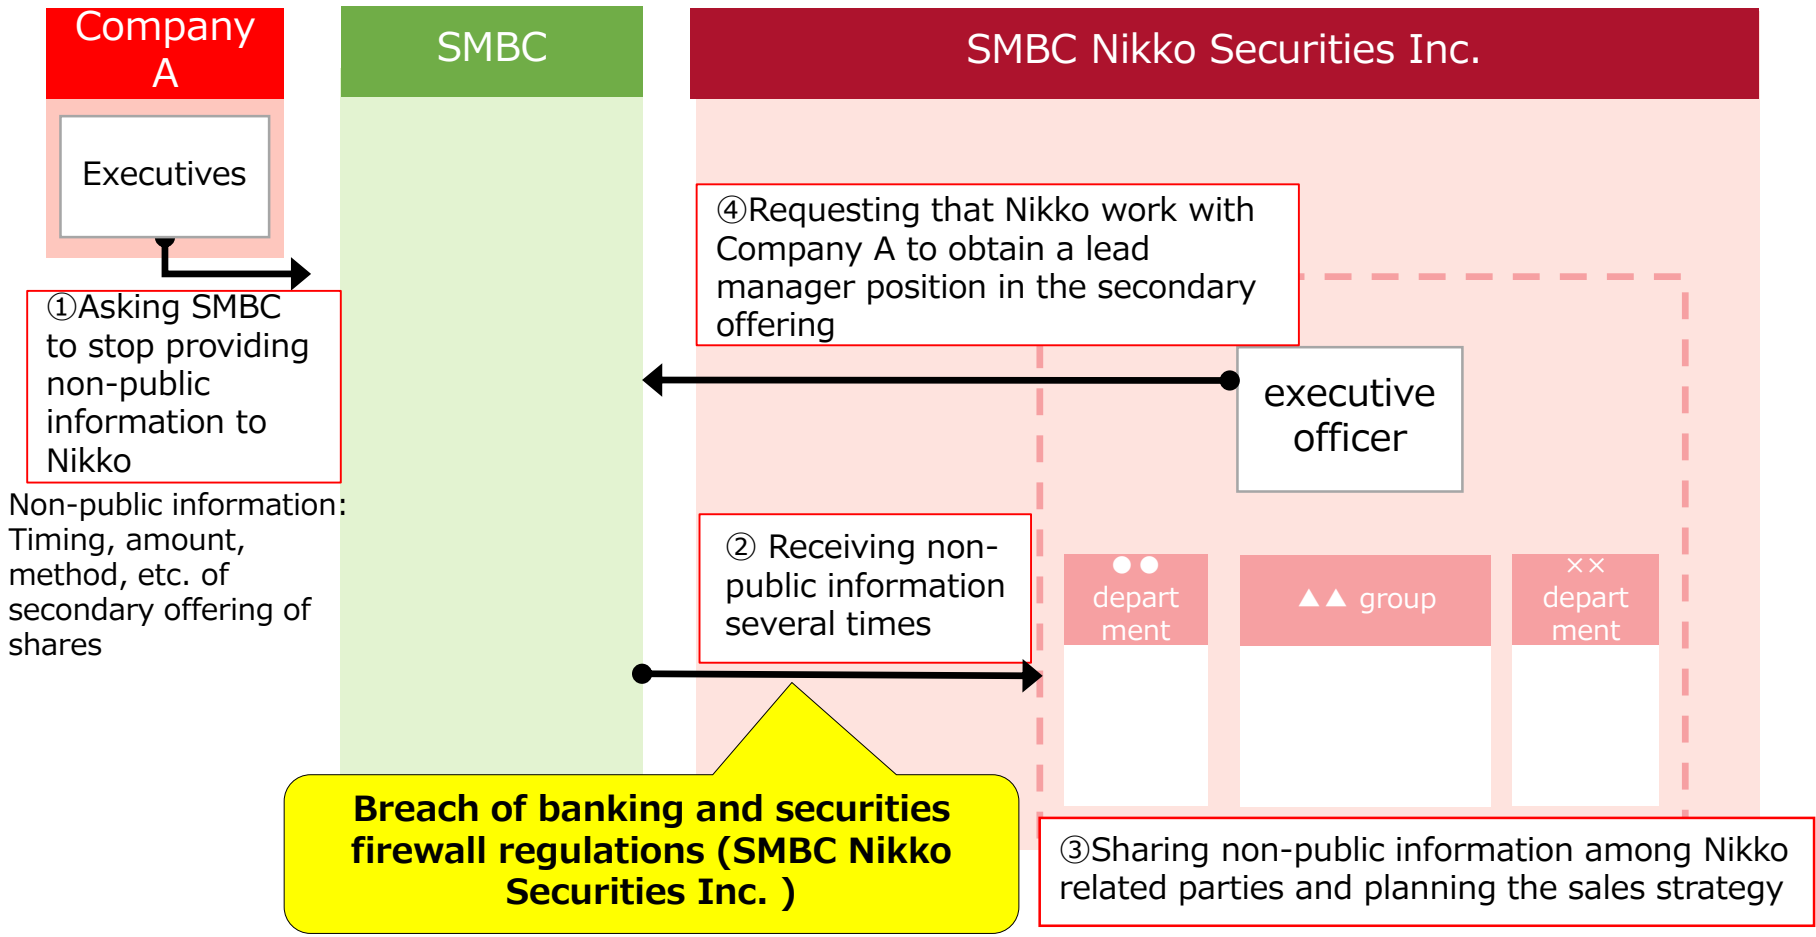 Company
A
SMBC
SMBC Nikko Securities Inc.
Executives
①Asking SMBC
to stop providing
non-public
information to
Nikko
Non-public information:
Timing, amount,
method, etc. of
secondary offering of
shares
④Requesting that Nikko work with
Company A to obtain a lead
manager position in the secondary
offering
executive
officer
② Receiving non-
public information
several times
●●
depart
ment
▲▲ group
××
depart
ment
Breach of banking and securities
firewall regulations (SMBC Nikko
Securities Inc. )
③Sharing non-public information among Nikko
related parties and planning the sales strategy